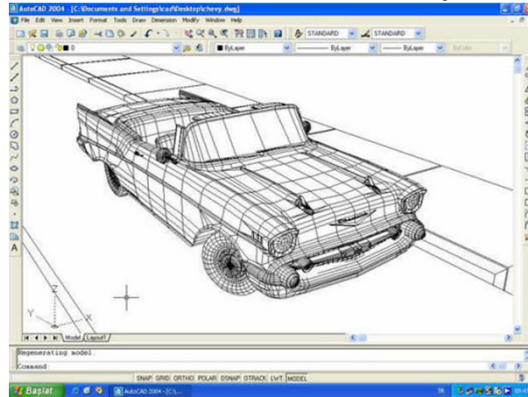 AutoCAD 2004 - [C:\Documents and Settings\cad\Desktop\chevy.dwg]
File Edit View Insert Format Tools Draw Dimension Modify Window Help
STANDARD STANDARD
0 ByLayer ByLayer ByLayer ByColor
A
Z
Y X
Model Layout1
Regenerating model.
Command:
SNAP GRID ORTHO POLAR OSNAP OTRACK LWT MODEL
Başlat AutoCAD 2004 - [C:\...